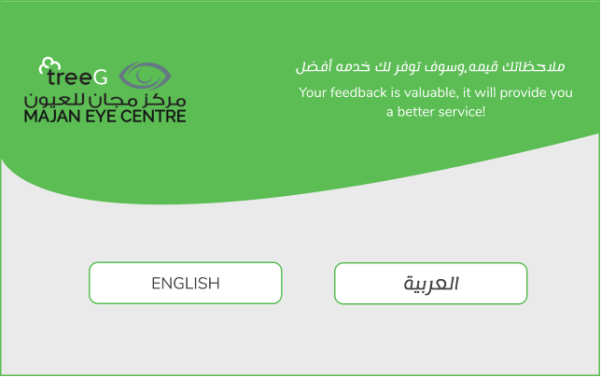 treeG
مركز مجان للعيون
MAJAN EYE CENTRE
ملاحظاتك قيمه,وسوف توفر لك خدمه أفضل
Your feedback is valuable, it will provide you
a better service!
ENGLISH
العربية